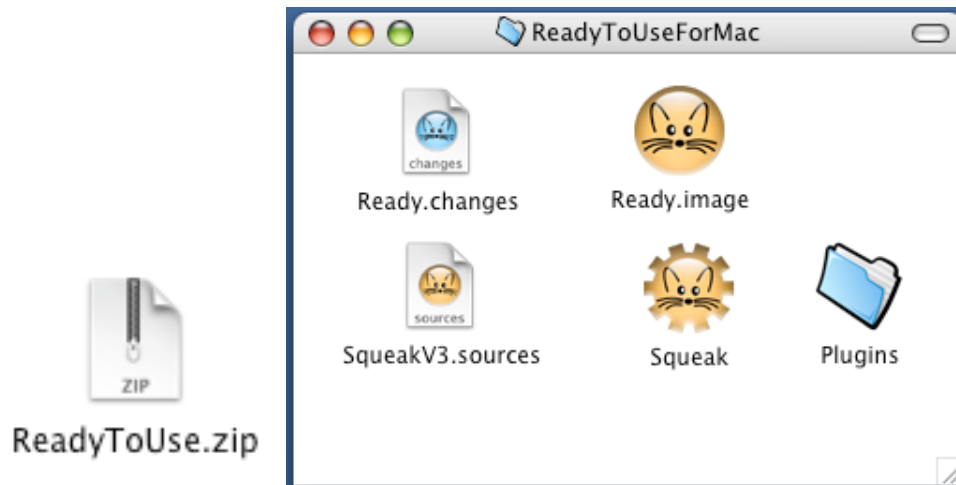 ReadyToUseForMac
changes
Ready.changes
Ready.image
sources
SqueakV3.sources
Squeak
Plugins
ZIP
ReadyToUse.zip